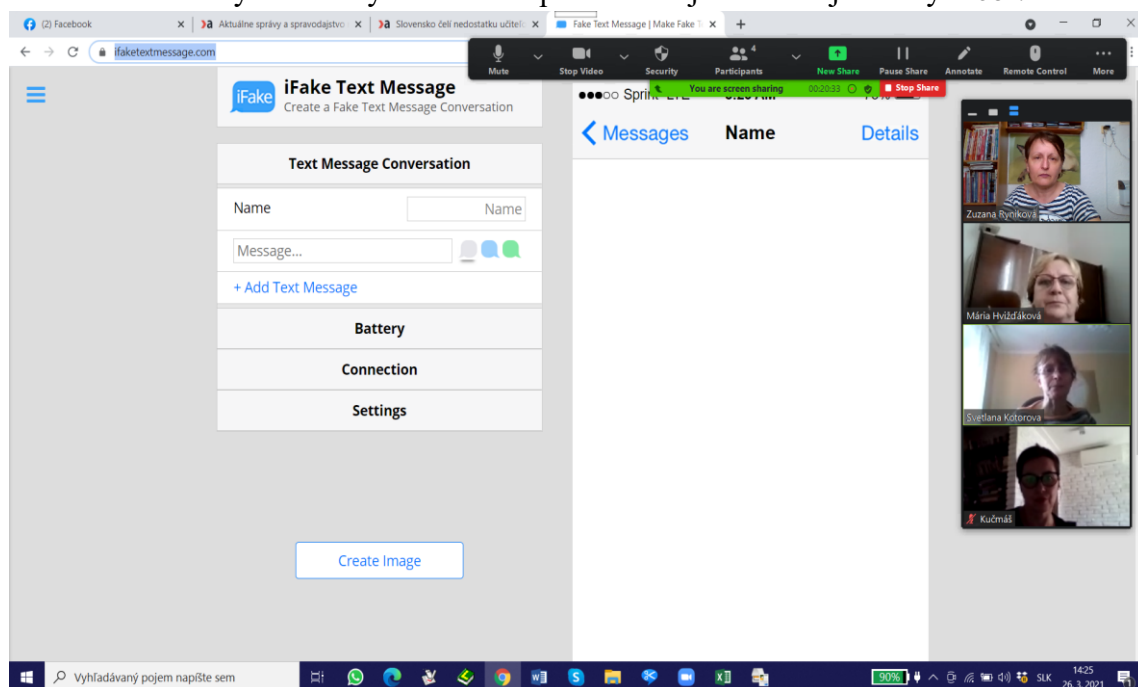 (2) Facebook
Aktuálne správy a spravodajstvo
Slovensko čelí nedostatku učiteľ
Fake Text Message | Make Fake
ifaketextmessage.com
Mute
Stop Video
Security
4
Participants
New Share
Pause Share
Annotate
Remote Control
More
You are screen sharing
00:20:33
Stop Share
iFake
iFake Text Message
Create a Fake Text Message Conversation
Text Message Conversation
Name
Name
Message...
+ Add Text Message
Battery
Connection
Settings
Create Image
Messages
Name
Details
Zuzana Ryníková
Mária Hvižďáková
Svetlana Kotorova
Kučmáš
Vyhľadávaný pojem napíšte sem
90%
SLK
14:25
26. 3. 2021